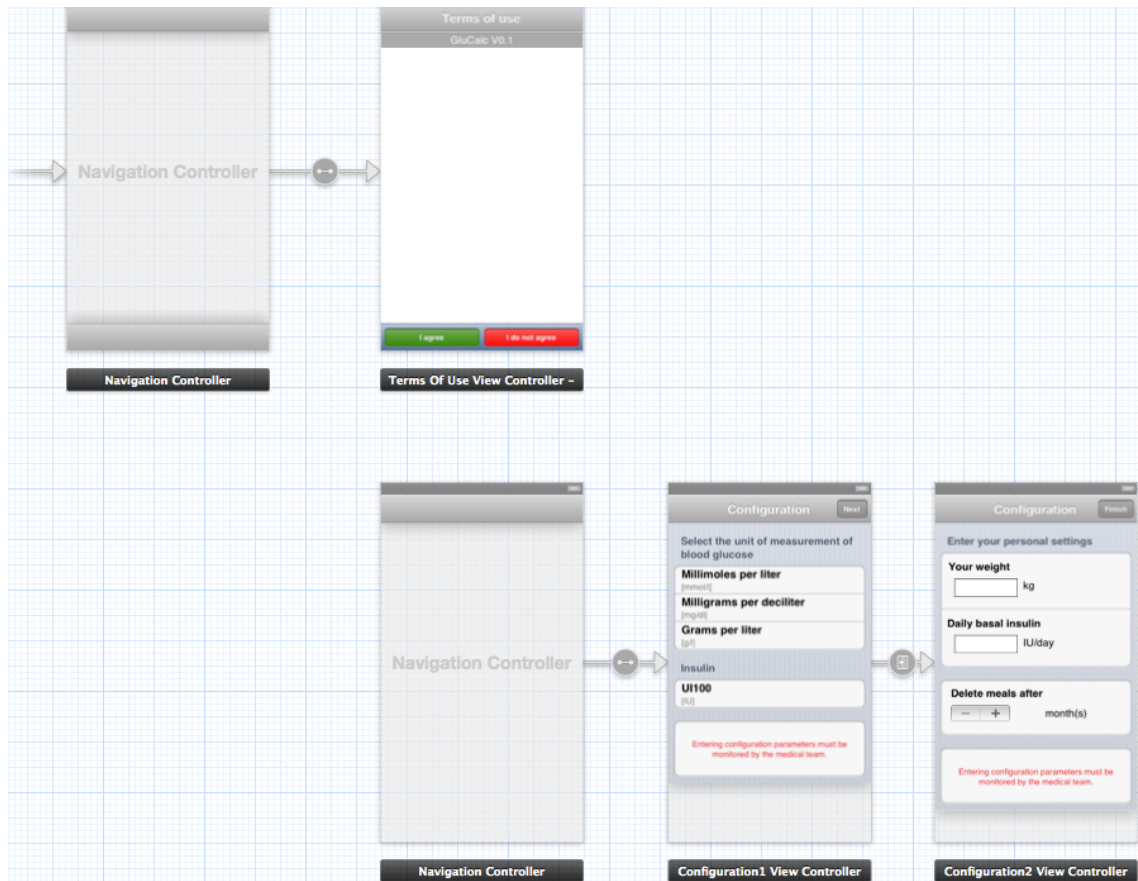 Terms of use
GluCalc V0.1
Navigation Controller
I agree
I do not agree
Navigation Controller
Terms Of Use View Controller –
Configuration
Next
Select the unit of measurement of
blood glucose
Millimoles per liter
[mmol/l]
Milligrams per deciliter
[mg/dl]
Grams per liter
[g/l]
Insulin
UI100
[IU]
Entering configuration parameters must be
monitored by the medical team.
Configuration
Finish
Enter your personal settings
Your weight
kg
Daily basal insulin
IU/day
Delete meals after
− +
month(s)
Entering configuration parameters must be
monitored by the medical team.
Navigation Controller
Navigation Controller
Configuration1 View Controller
Configuration2 View Controller